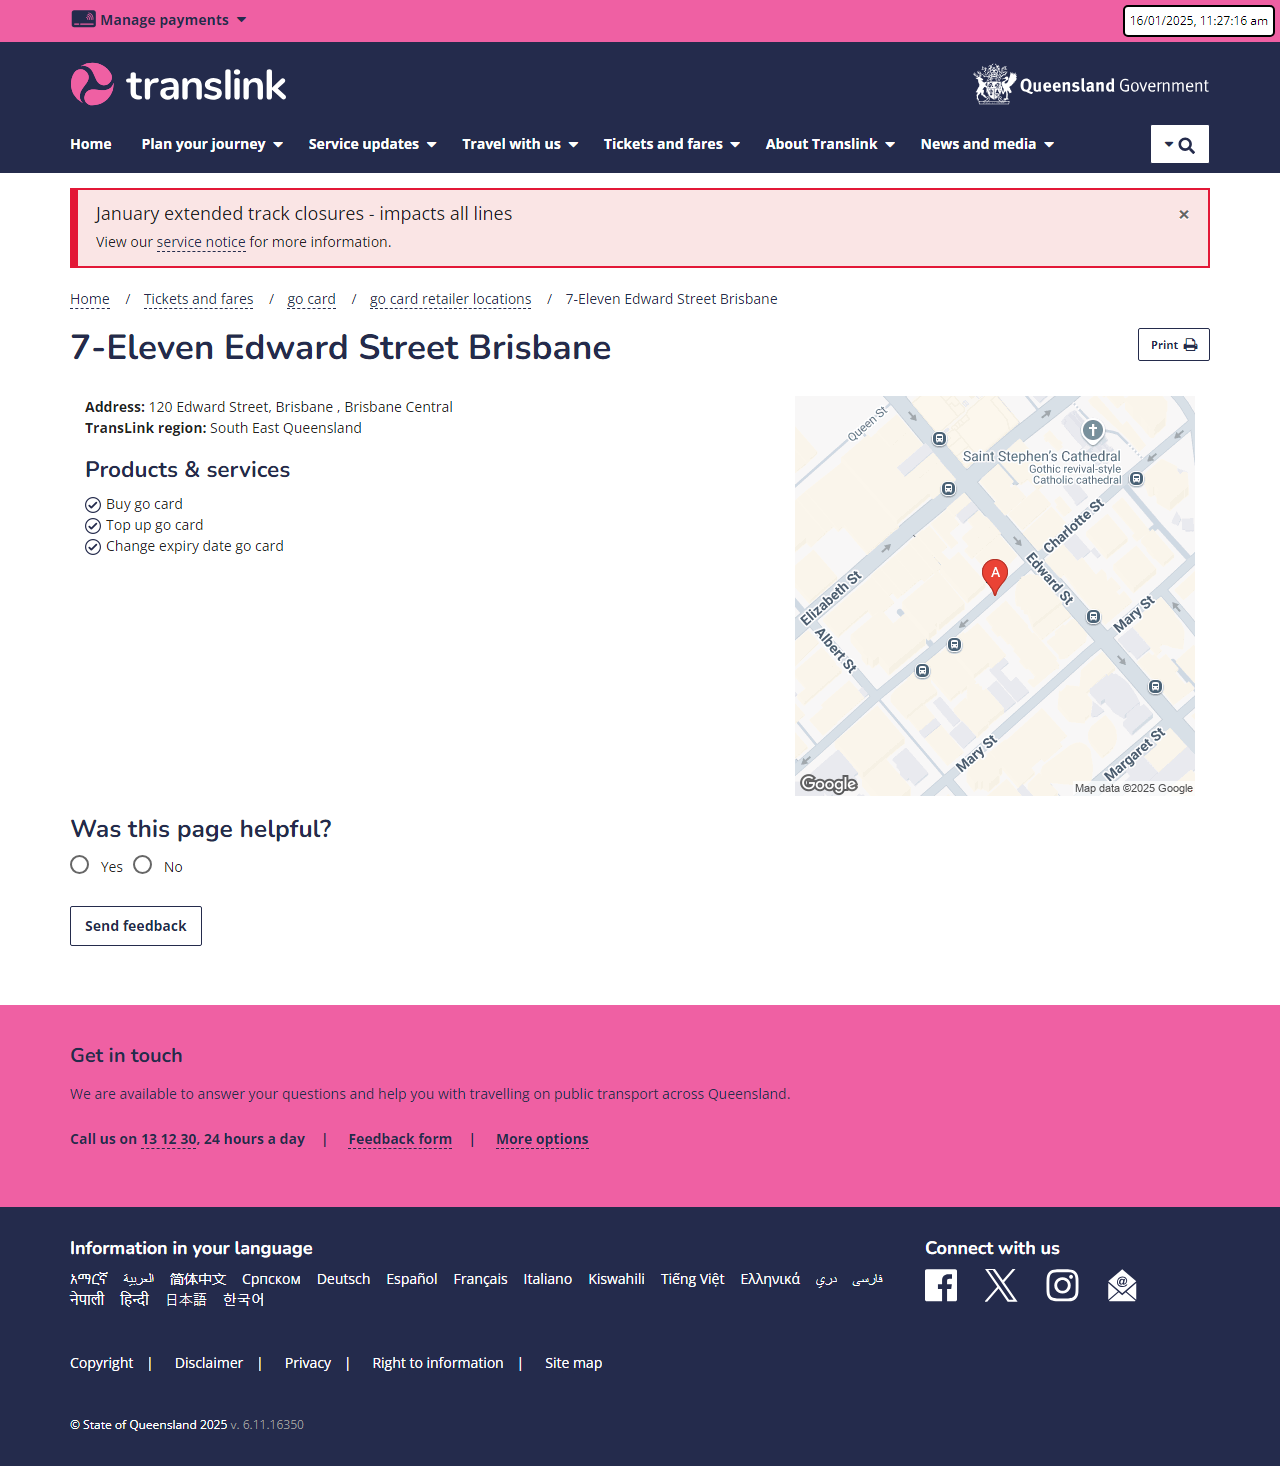 Manage payments
16/01/2025, 11:27:16 am
translink
Queensland Government
Home Plan your journey Service updates Travel with us Tickets and fares About Translink News and media
January extended track closures - impacts all lines
×
View our service notice for more information.
Home / Tickets and fares / go card / go card retailer locations / 7-Eleven Edward Street Brisbane
7-Eleven Edward Street Brisbane
Print
Address: 120 Edward Street, Brisbane , Brisbane Central
TransLink region: South East Queensland
Products & services
Buy go card
Top up go card
Change expiry date go card
Queen St
Saint Stephen's Cathedral
Gothic revival-style
Catholic cathedral
Charlotte St
A
Edward St
Elizabeth St
Mary St
Albert St
Mary St
Margaret St
Google
Map data ©2025 Google
Was this page helpful?
Yes No
Send feedback
Get in touch
We are available to answer your questions and help you with travelling on public transport across Queensland.
Call us on 13 12 30, 24 hours a day | Feedback form | More options
Information in your language
አማርኛ العربية 简体中文 Српском Deutsch Español Français Italiano Kiswahili Tiếng Việt Ελληνικά دري فارسی
नेपाली हिन्दी 日本語 한국어
Connect with us
Copyright | Disclaimer | Privacy | Right to information | Site map
© State of Queensland 2025 v. 6.11.16350